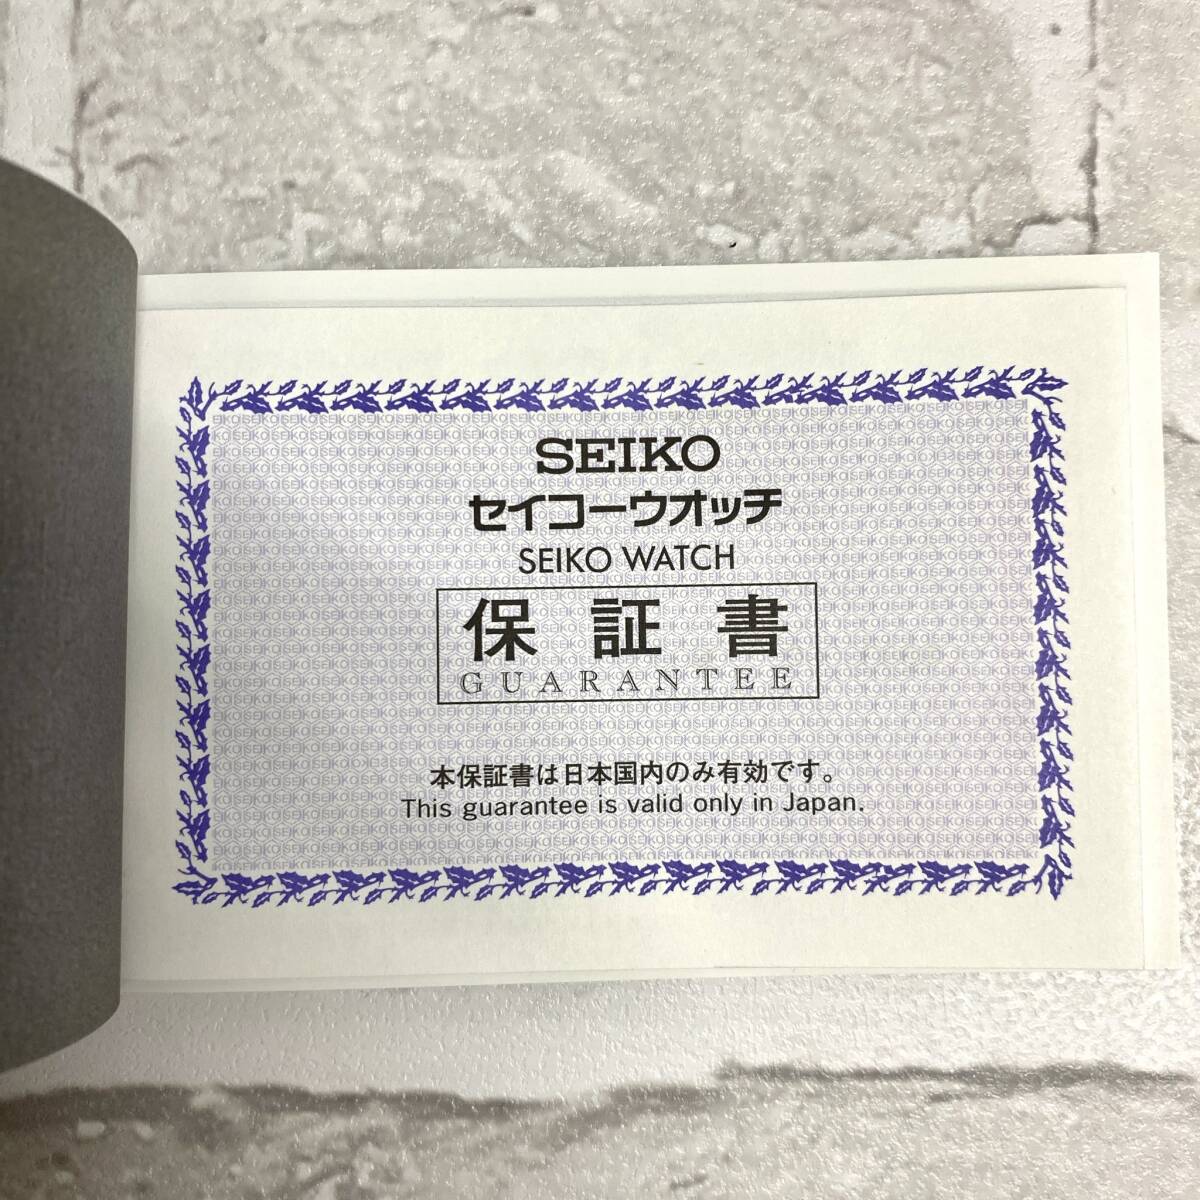 SEIKO
セイコーウオッチ
SEIKO WATCH
保証書
GUARANTEE
本保証書は日本国内のみ有効です。
This guarantee is valid only in Japan.